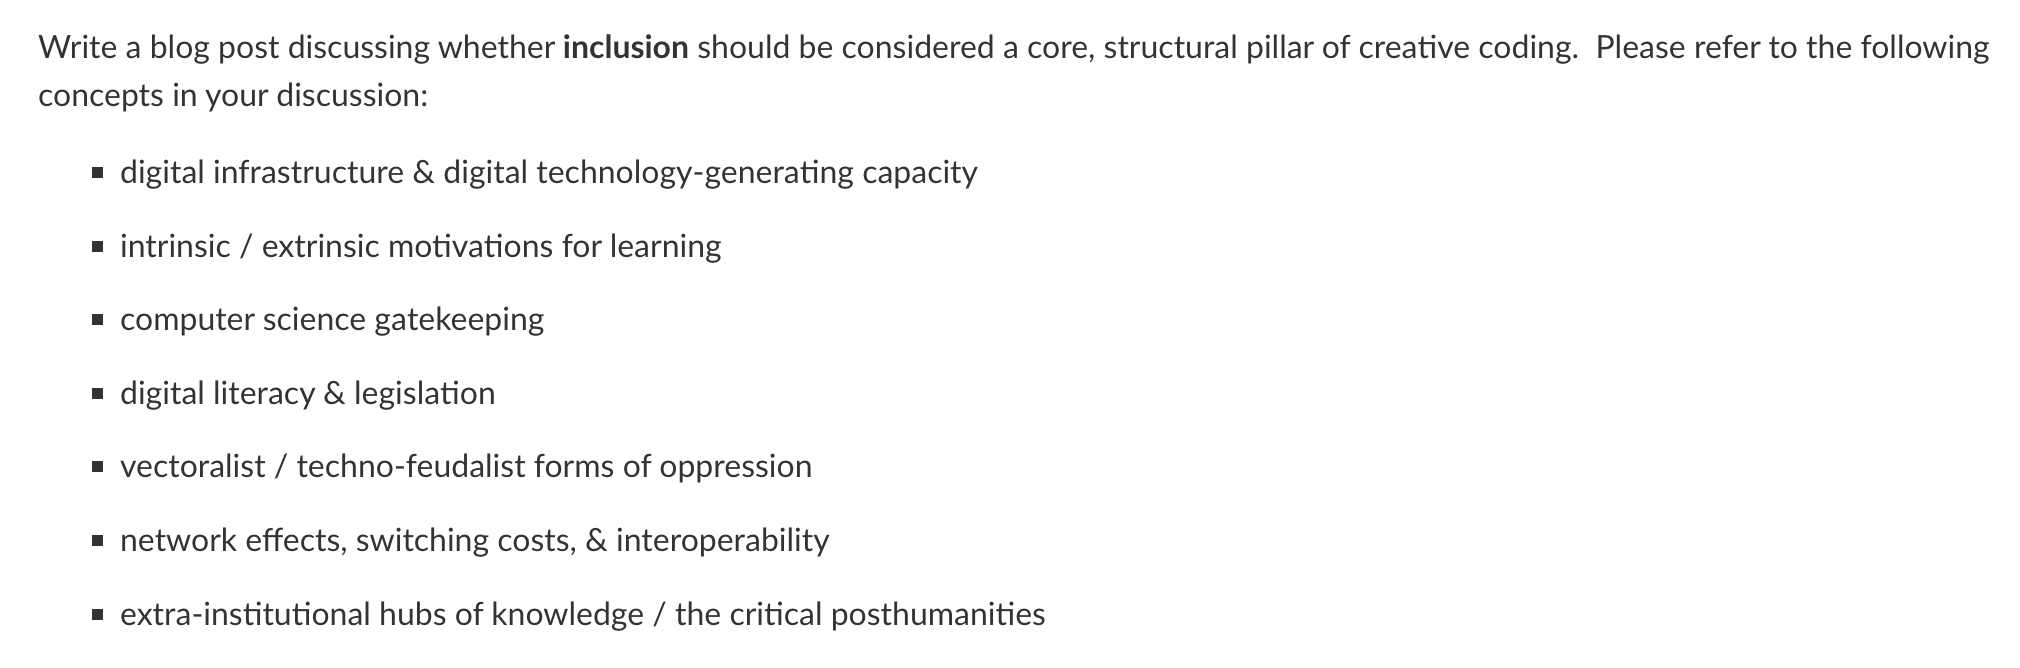 Write a blog post discussing whether inclusion should be considered a core, structural pillar of creative coding.  Please refer to the following
concepts in your discussion:
▪ digital infrastructure & digital technology-generating capacity
▪ intrinsic / extrinsic motivations for learning
▪ computer science gatekeeping
▪ digital literacy & legislation
▪ vectoralist / techno-feudalist forms of oppression
▪ network effects, switching costs, & interoperability
▪ extra-institutional hubs of knowledge / the critical posthumanities